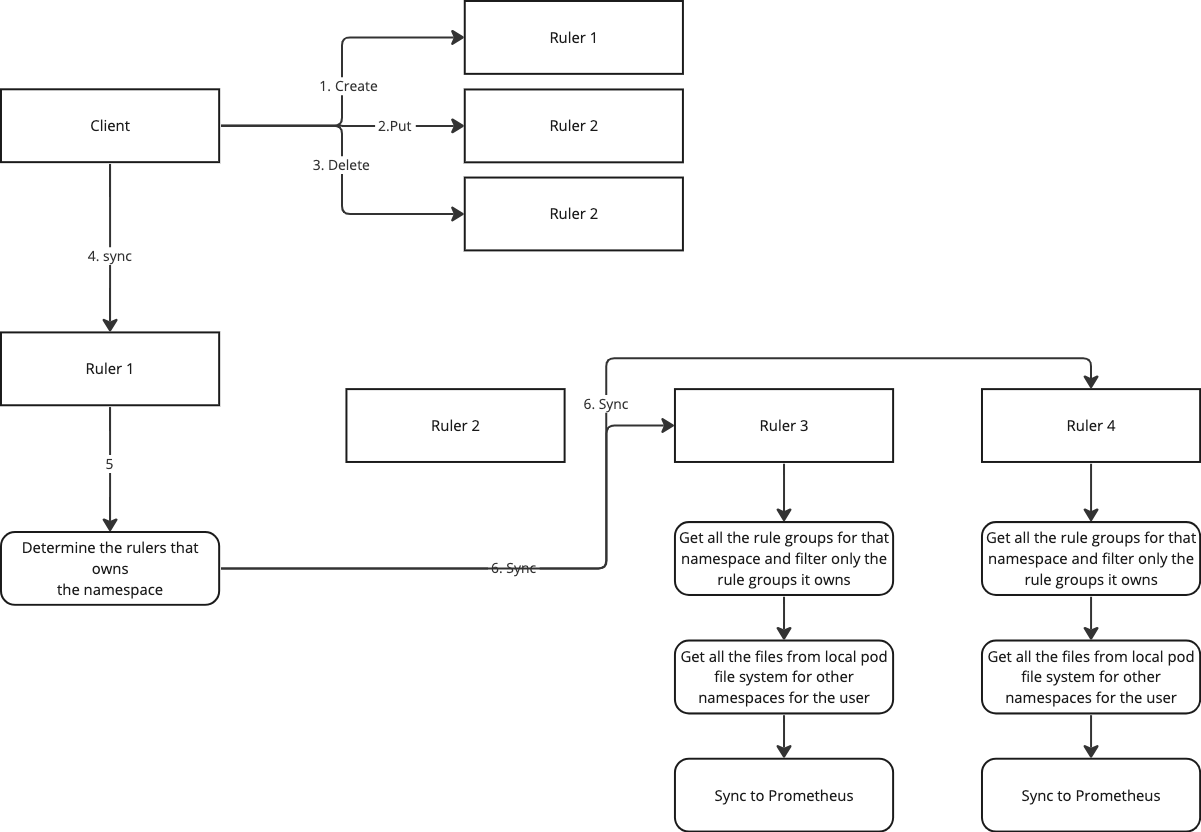 Ruler 1
1. Create
Client
2.Put
Ruler 2
3. Delete
Ruler 2
4. sync
Ruler 1
6. Sync
Ruler 2
Ruler 3
Ruler 4
5
Determine the rulers that
owns
the namespace
6. Sync
Get all the rule groups for that
namespace and filter only the
rule groups it owns
Get all the rule groups for that
namespace and filter only the
rule groups it owns
Get all the files from local pod
file system for other
namespaces for the user
Get all the files from local pod
file system for other
namespaces for the user
Sync to Prometheus
Sync to Prometheus